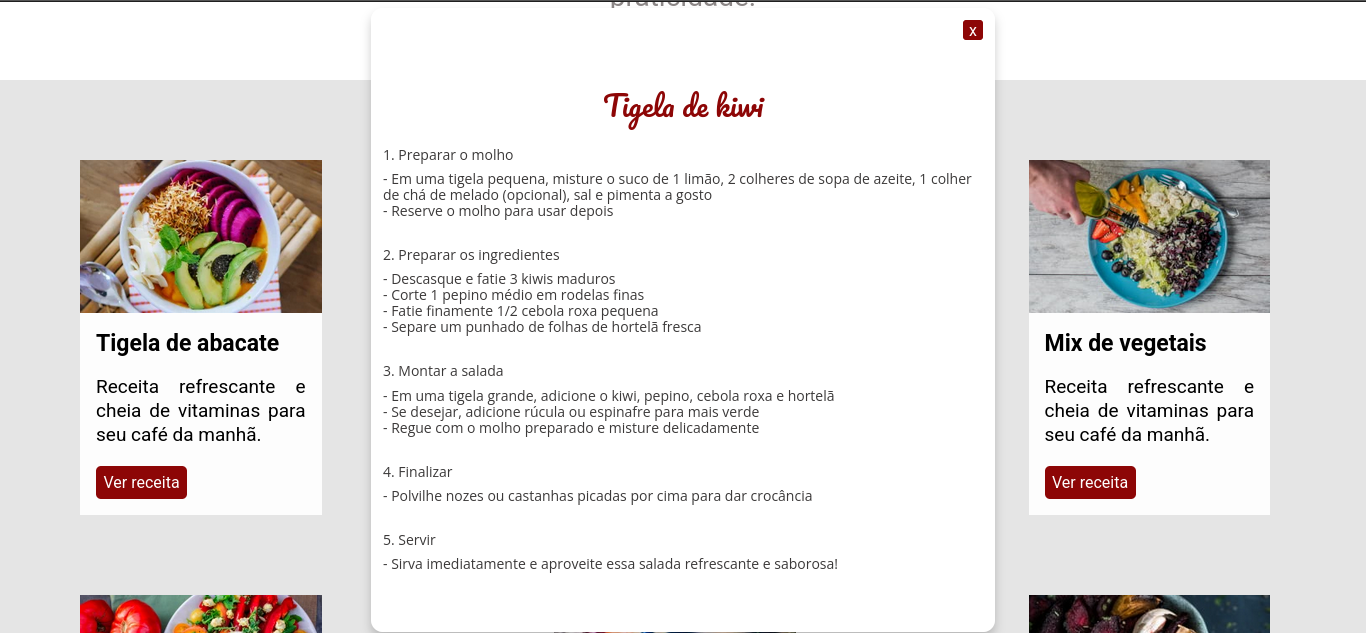 praticidade!
x
Tigela de kiwi
1. Preparar o molho
- Em uma tigela pequena, misture o suco de 1 limão, 2 colheres de sopa de azeite, 1 colher
de chá de melado (opcional), sal e pimenta a gosto
- Reserve o molho para usar depois
2. Preparar os ingredientes
- Descasque e fatie 3 kiwis maduros
- Corte 1 pepino médio em rodelas finas
- Fatie finamente 1/2 cebola roxa pequena
- Separe um punhado de folhas de hortelã fresca
3. Montar a salada
- Em uma tigela grande, adicione o kiwi, pepino, cebola roxa e hortelã
- Se desejar, adicione rúcula ou espinafre para mais verde
- Regue com o molho preparado e misture delicadamente
4. Finalizar
- Polvilhe nozes ou castanhas picadas por cima para dar crocância
5. Servir
- Sirva imediatamente e aproveite essa salada refrescante e saborosa!
Tigela de abacate
Receita refrescante e
cheia de vitaminas para
seu café da manhã.
Ver receita
Mix de vegetais
Receita refrescante e
cheia de vitaminas para
seu café da manhã.
Ver receita